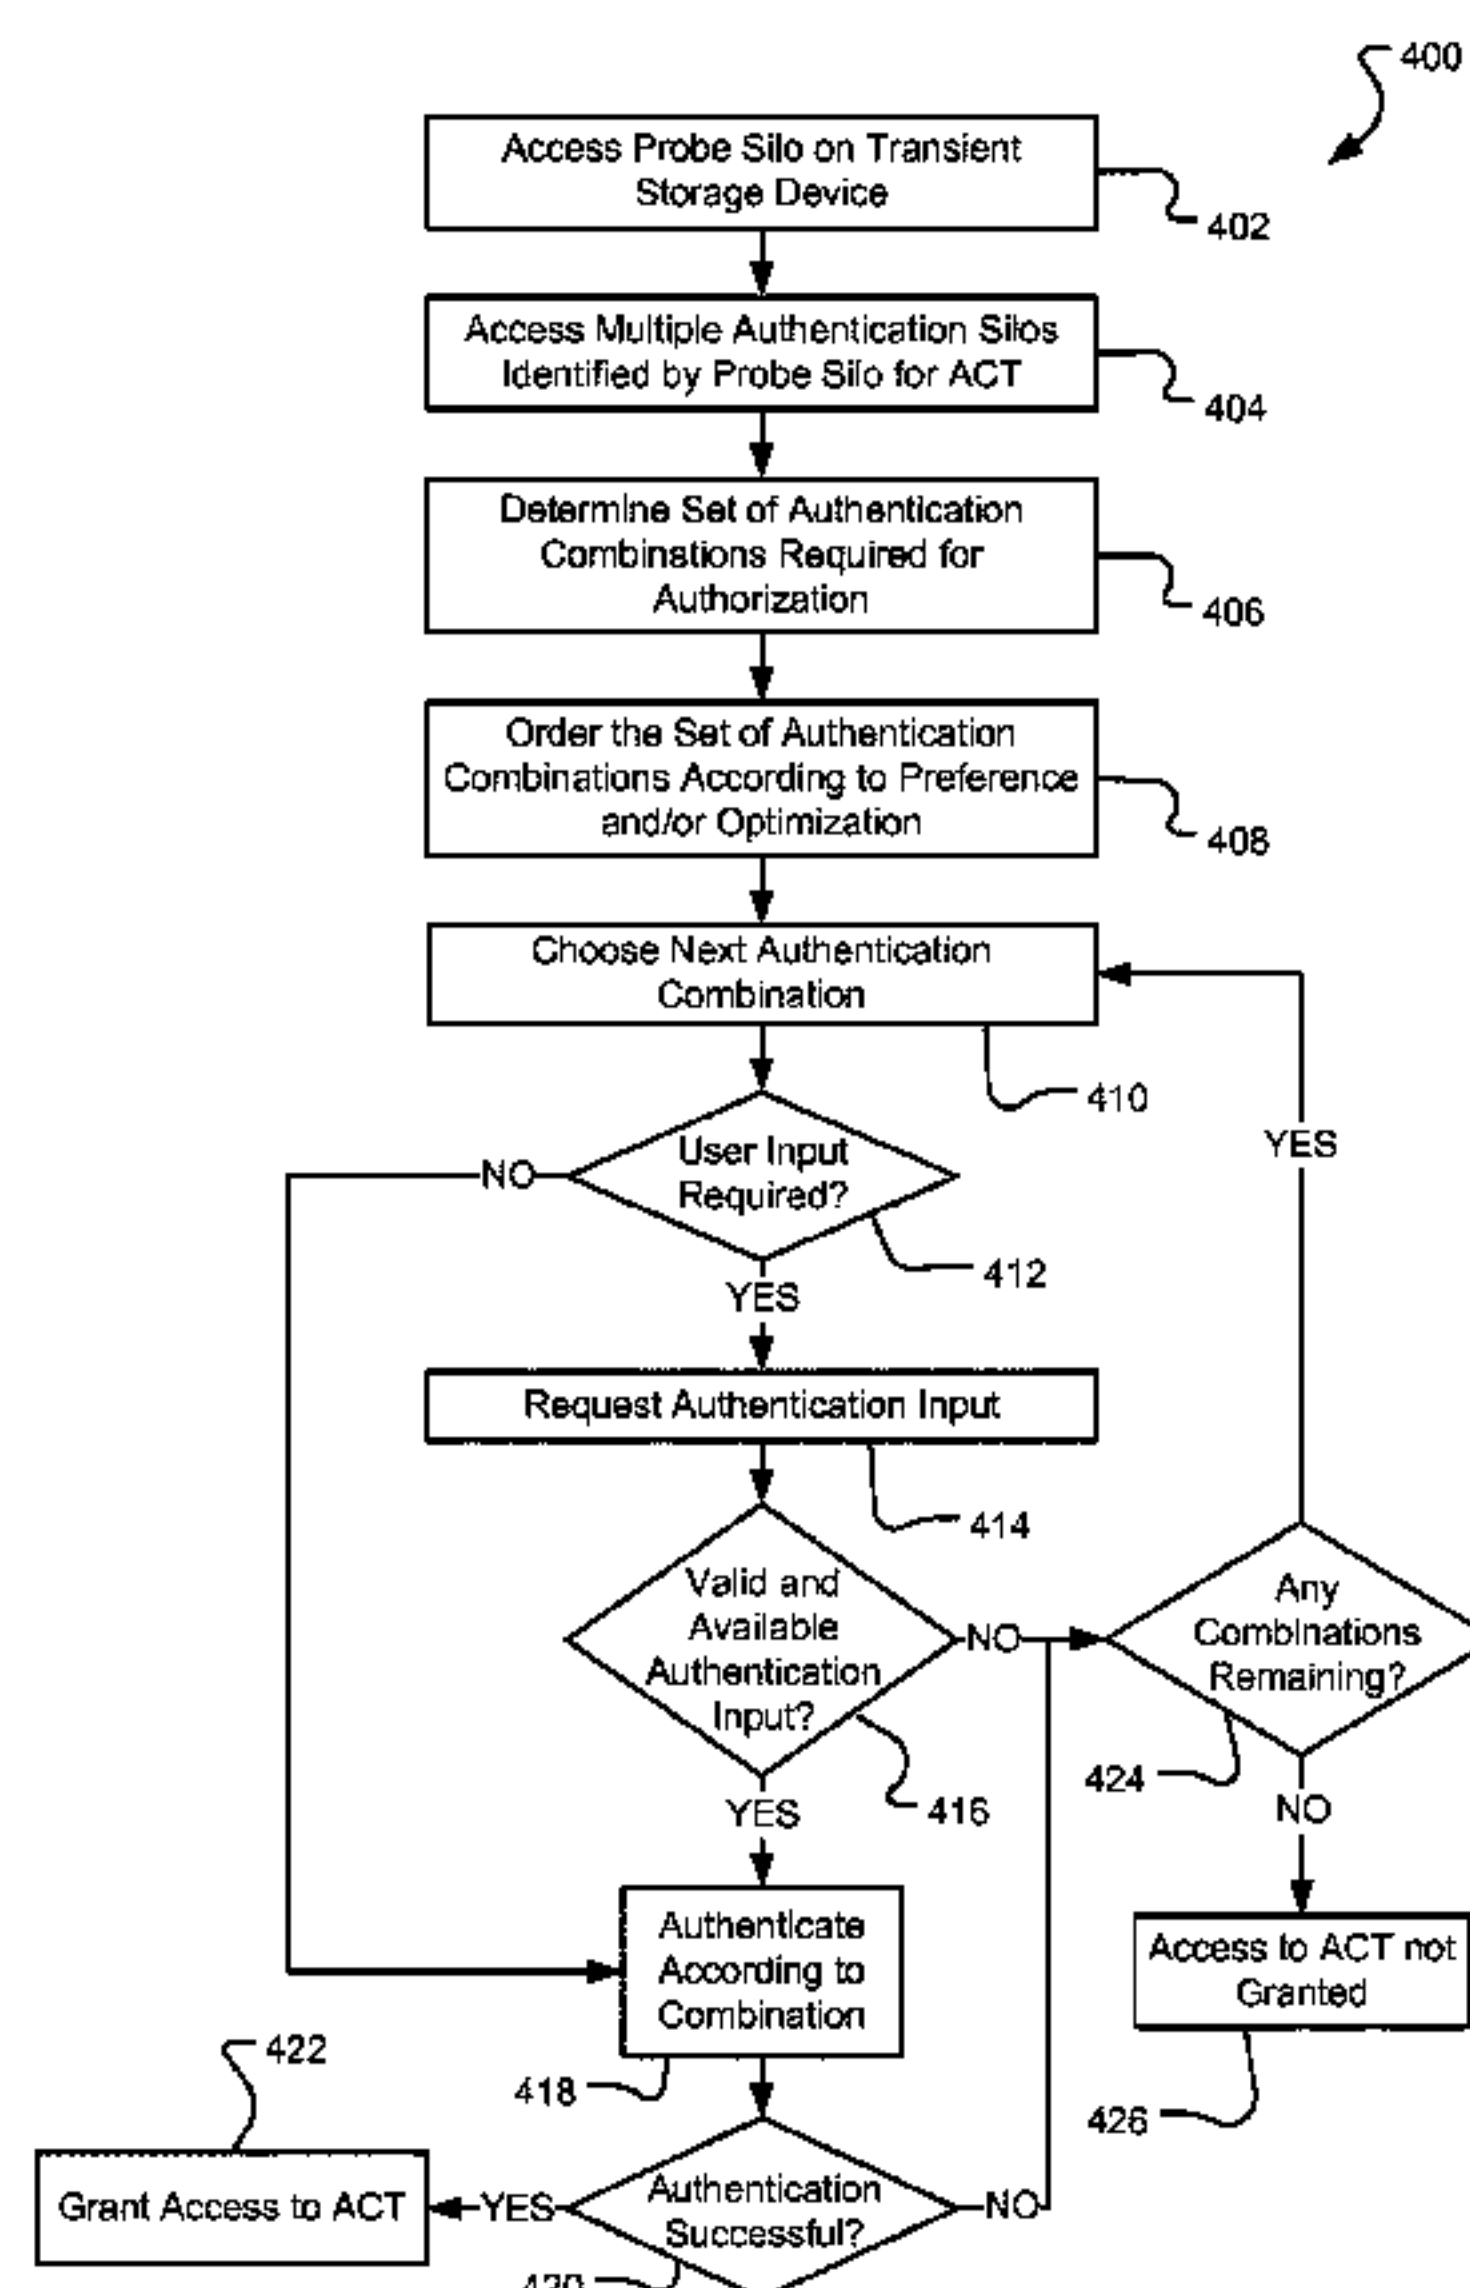 400
Access Probe Silo on Transient
Storage Device
402
Access Multiple Authentication Silos
Identified by Probe Silo for ACT
404
Determine Set of Authentication
Combinations Required for
Authorization
406
Order the Set of Authentication
Combinations According to Preference
and/or Optimization
408
Choose Next Authentication
Combination
410
YES
User Input
Required?
NO
412
YES
Request Authentication Input
414
Valid and
Available
Authentication
Input?
NO
Any
Combinations
Remaining?
416
424
YES
NO
Authenticate
According to
Combination
Access to ACT not
Granted
422
418
426
Grant Access to ACT
YES
Authentication
Successful?
NO